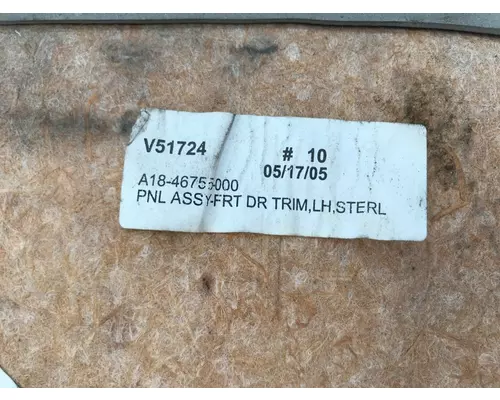 V51724 # 10
05/17/05
A18-46755000
PNL ASSY-FRT DR TRIM,LH,STERL